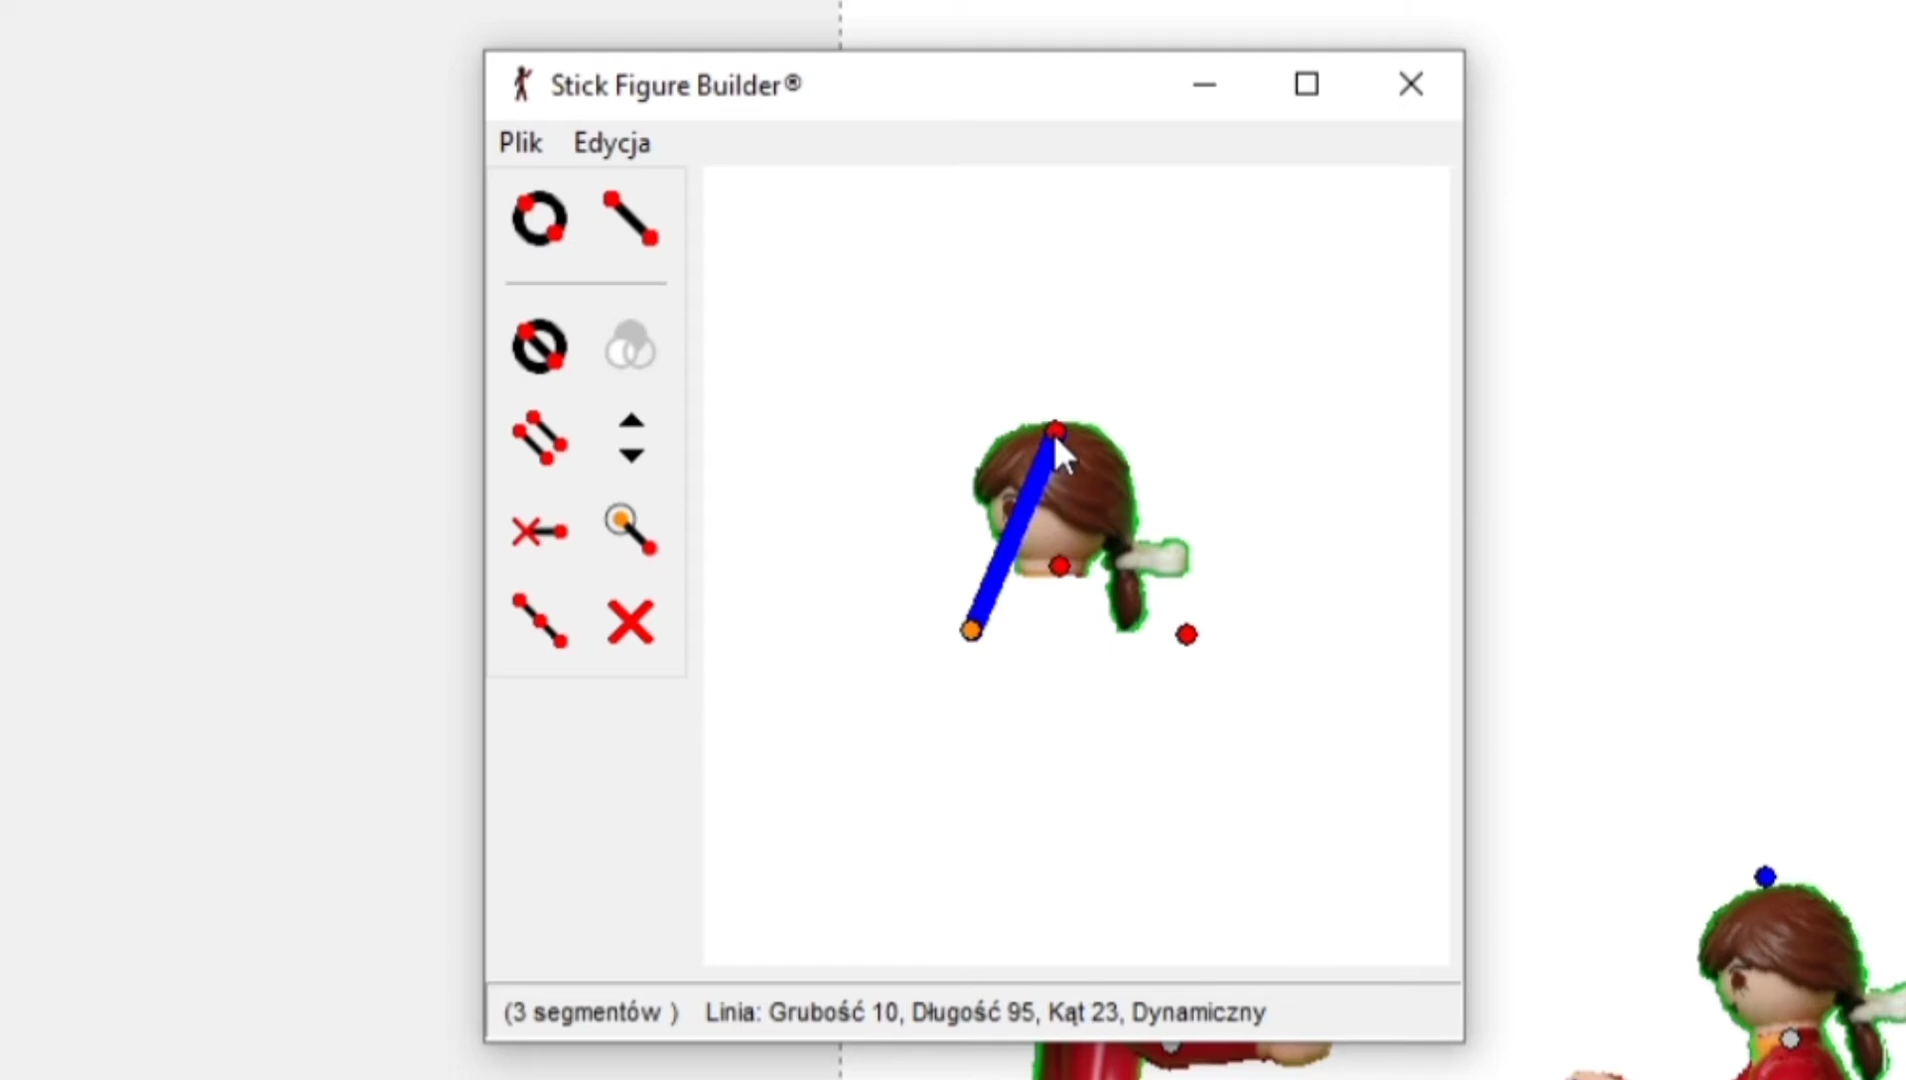 Stick Figure Builder®
Plik Edycja
(3 segmentów ) Linia: Grubość 10, Długość 95, Kąt 23, Dynamiczny